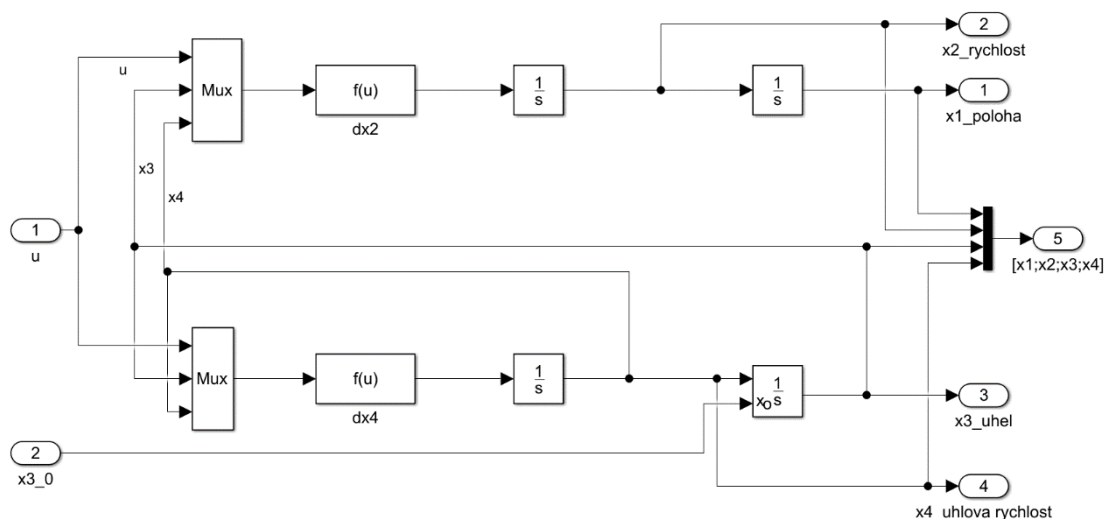 2
x2_rychlost
u
Mux
f(u)
dx2
1
s
1
s
1
x1_poloha
x3
x4
1
u
5
[x1;x2;x3;x4]
Mux
f(u)
dx4
1
s
xo
1
s
3
x3_uhel
2
x3_0
4
x4_uhlova rychlost